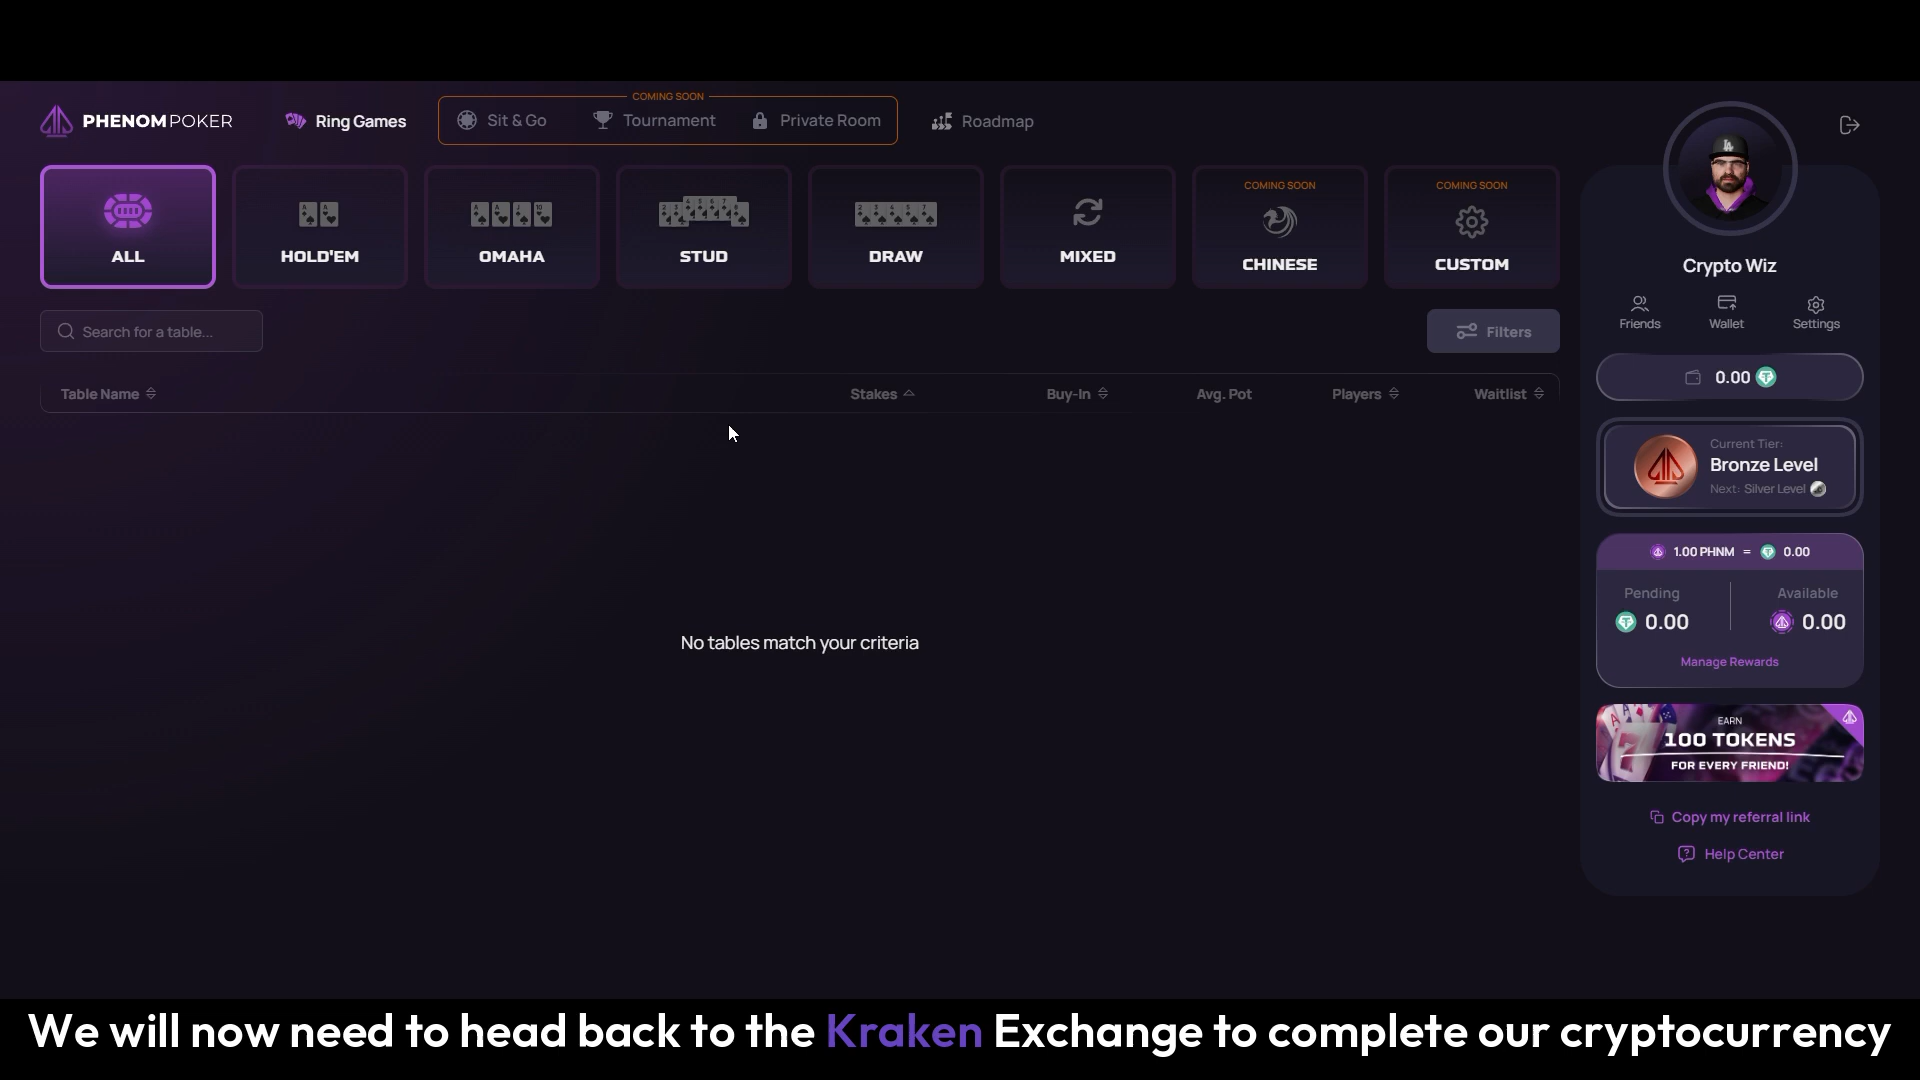 PHENOMPOKER
Ring Games
COMING SOON
Sit & Go
Tournament
Private Room
Roadmap
ALL
HOLD'EM
OMAHA
STUD
DRAW
MIXED
COMING SOON
CHINESE
COMING SOON
CUSTOM
Search for a table...
Filters
Table Name
Stakes
Buy-In
Avg. Pot
Players
Waitlist
No tables match your criteria
Crypto Wiz
Friends
Wallet
Settings
0.00
Current Tier:
Bronze Level
Next: Silver Level
1.00 PHNM = 0.00
Pending
Available
0.00
0.00
Manage Rewards
EARN
100 TOKENS
FOR EVERY FRIEND!
Copy my referral link
Help Center
We will now need to head back to the Kraken Exchange to complete our cryptocurrency